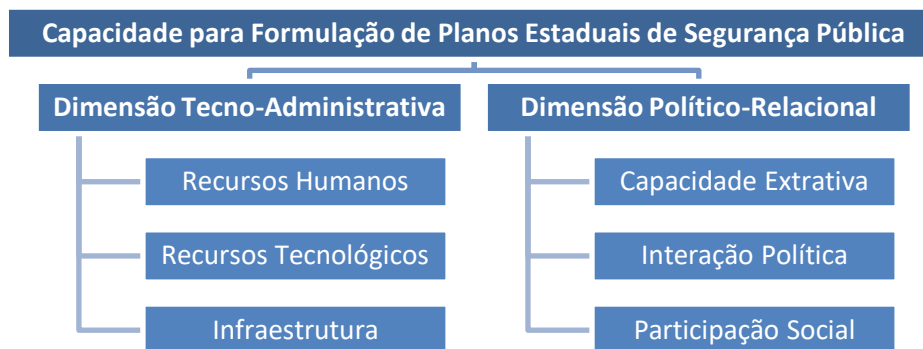 Capacidade para Formulação de Planos Estaduais de Segurança Pública
Dimensão Tecno-Administrativa
Recursos Humanos
Recursos Tecnológicos
Infraestrutura
Dimensão Político-Relacional
Capacidade Extrativa
Interação Política
Participação Social